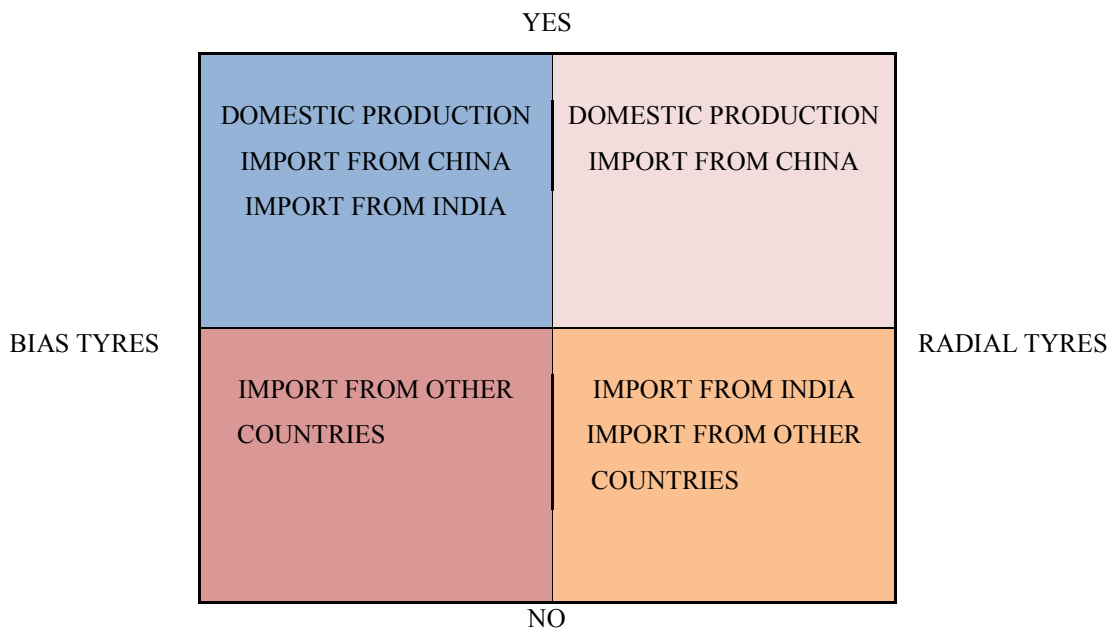 YES
DOMESTIC PRODUCTION
IMPORT FROM CHINA
IMPORT FROM INDIA
DOMESTIC PRODUCTION
IMPORT FROM CHINA
BIAS TYRES
RADIAL TYRES
IMPORT FROM OTHER
COUNTRIES
IMPORT FROM INDIA
IMPORT FROM OTHER
COUNTRIES
NO